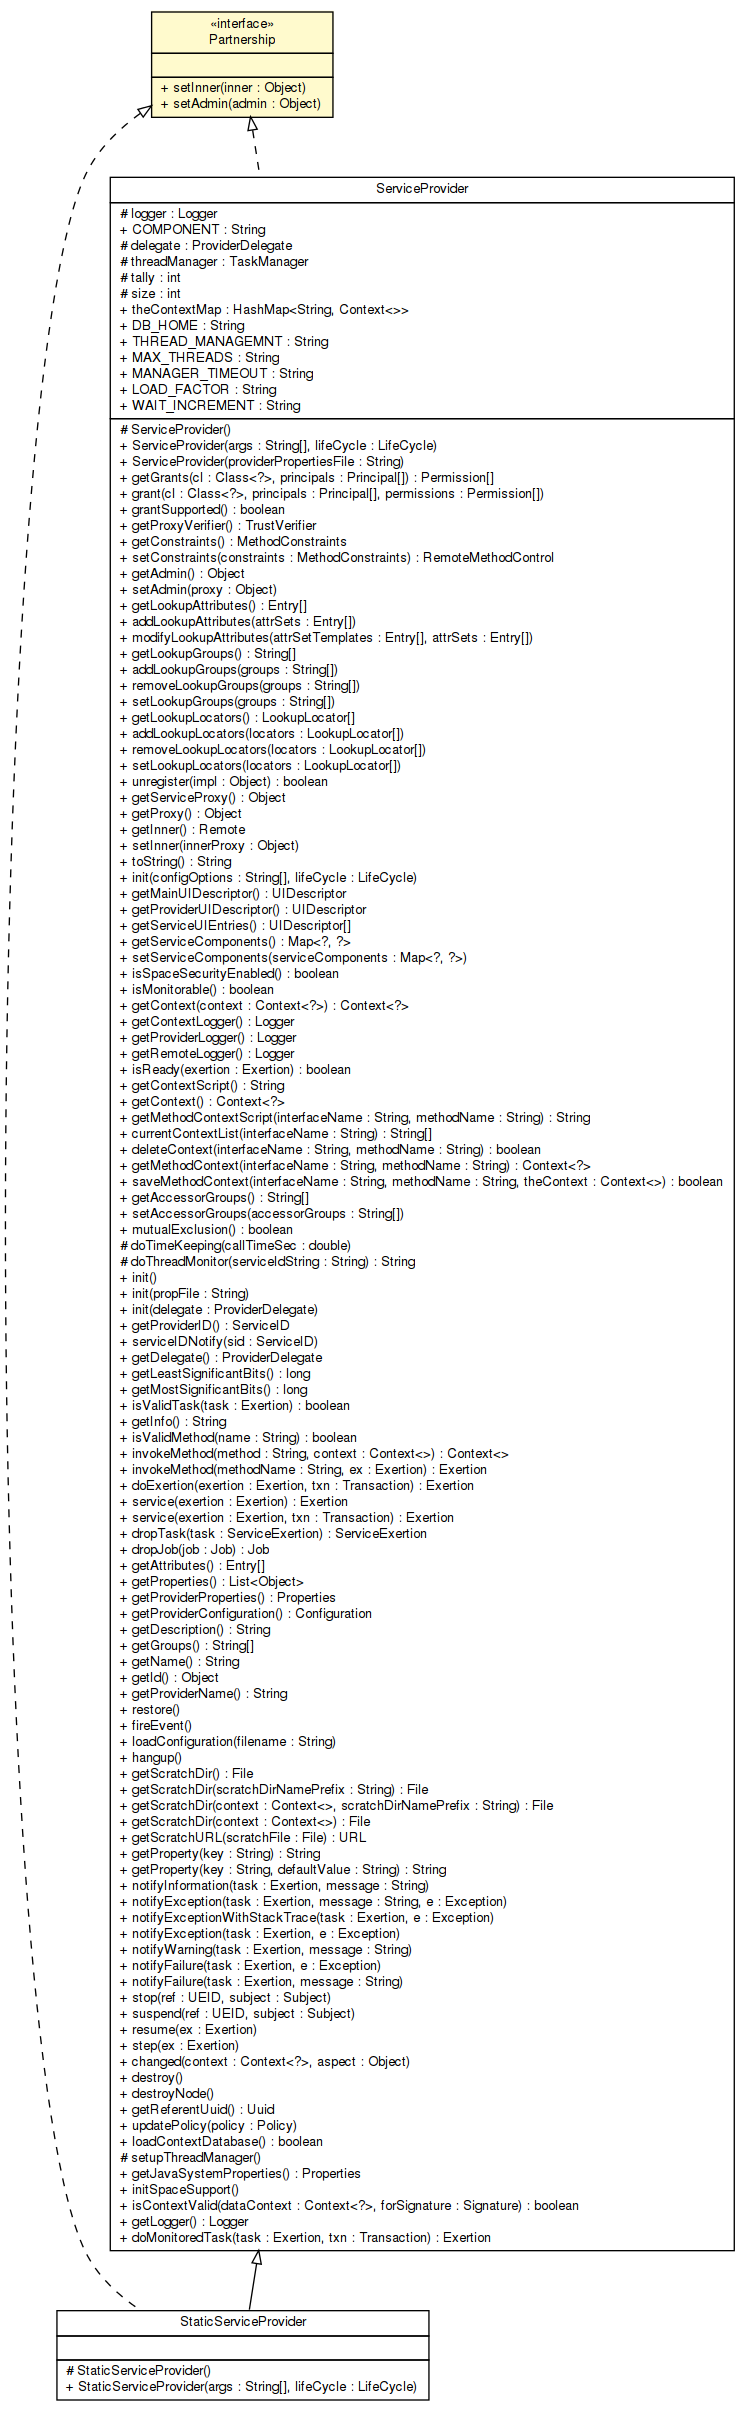 «interface»
Partnership
+ setInner(inner : Object)
+ setAdmin(admin : Object)
ServiceProvider
# logger : Logger
+ COMPONENT : String
# delegate : ProviderDelegate
# threadManager : TaskManager
# tally : int
# size : int
+ theContextMap : HashMap<String, Context<>>
+ DB_HOME : String
+ THREAD_MANAGEMNT : String
+ MAX_THREADS : String
+ MANAGER_TIMEOUT : String
+ LOAD_FACTOR : String
+ WAIT_INCREMENT : String
# ServiceProvider()
+ ServiceProvider(args : String[], lifeCycle : LifeCycle)
+ ServiceProvider(providerPropertiesFile : String)
+ getGrants(cl : Class<?>, principals : Principal[]) : Permission[]
+ grant(cl : Class<?>, principals : Principal[], permissions : Permission[])
+ grantSupported() : boolean
+ getProxyVerifier() : TrustVerifier
+ getConstraints() : MethodConstraints
+ setConstraints(constraints : MethodConstraints) : RemoteMethodControl
+ getAdmin() : Object
+ setAdmin(proxy : Object)
+ getLookupAttributes() : Entry[]
+ addLookupAttributes(attrSets : Entry[])
+ modifyLookupAttributes(attrSetTemplates : Entry[], attrSets : Entry[])
+ getLookupGroups() : String[]
+ addLookupGroups(groups : String[])
+ removeLookupGroups(groups : String[])
+ setLookupGroups(groups : String[])
+ getLookupLocators() : LookupLocator[]
+ addLookupLocators(locators : LookupLocator[])
+ removeLookupLocators(locators : LookupLocator[])
+ setLookupLocators(locators : LookupLocator[])
+ unregister(impl : Object) : boolean
+ getServiceProxy() : Object
+ getProxy() : Object
+ getInner() : Remote
+ setInner(innerProxy : Object)
+ toString() : String
+ init(configOptions : String[], lifeCycle : LifeCycle)
+ getMainUIDescriptor() : UIDescriptor
+ getProviderUIDescriptor() : UIDescriptor
+ getServiceUIEntries() : UIDescriptor[]
+ getServiceComponents() : Map<?, ?>
+ setServiceComponents(serviceComponents : Map<?, ?>)
+ isSpaceSecurityEnabled() : boolean
+ isMonitorable() : boolean
+ getContext(context : Context<?>) : Context<?>
+ getContextLogger() : Logger
+ getProviderLogger() : Logger
+ getRemoteLogger() : Logger
+ isReady(exertion : Exertion) : boolean
+ getContextScript() : String
+ getContext() : Context<?>
+ getMethodContextScript(interfaceName : String, methodName : String) : String
+ currentContextList(interfaceName : String) : String[]
+ deleteContext(interfaceName : String, methodName : String) : boolean
+ getMethodContext(interfaceName : String, methodName : String) : Context<?>
+ saveMethodContext(interfaceName : String, methodName : String, theContext : Context<>) : boolean
+ getAccessorGroups() : String[]
+ setAccessorGroups(accessorGroups : String[])
+ mutualExclusion() : boolean
# doTimeKeeping(callTimeSec : double)
# doThreadMonitor(serviceIdString : String) : String
+ init()
+ init(propFile : String)
+ init(delegate : ProviderDelegate)
+ getProviderID() : ServiceID
+ serviceIDNotify(sid : ServiceID)
+ getDelegate() : ProviderDelegate
+ getLeastSignificantBits() : long
+ getMostSignificantBits() : long
+ isValidTask(task : Exertion) : boolean
+ getInfo() : String
+ isValidMethod(name : String) : boolean
+ invokeMethod(method : String, context : Context<>) : Context<>
+ invokeMethod(methodName : String, ex : Exertion) : Exertion
+ doExertion(exertion : Exertion, txn : Transaction) : Exertion
+ service(exertion : Exertion) : Exertion
+ service(exertion : Exertion, txn : Transaction) : Exertion
+ dropTask(task : ServiceExertion) : ServiceExertion
+ dropJob(job : Job) : Job
+ getAttributes() : Entry[]
+ getProperties() : List<Object>
+ getProviderProperties() : Properties
+ getProviderConfiguration() : Configuration
+ getDescription() : String
+ getGroups() : String[]
+ getName() : String
+ getId() : Object
+ getProviderName() : String
+ restore()
+ fireEvent()
+ loadConfiguration(filename : String)
+ hangup()
+ getScratchDir() : File
+ getScratchDir(scratchDirNamePrefix : String) : File
+ getScratchDir(context : Context<>, scratchDirNamePrefix : String) : File
+ getScratchDir(context : Context<>) : File
+ getScratchURL(scratchFile : File) : URL
+ getProperty(key : String) : String
+ getProperty(key : String, defaultValue : String) : String
+ notifyInformation(task : Exertion, message : String)
+ notifyException(task : Exertion, message : String, e : Exception)
+ notifyExceptionWithStackTrace(task : Exertion, e : Exception)
+ notifyException(task : Exertion, e : Exception)
+ notifyWarning(task : Exertion, message : String)
+ notifyFailure(task : Exertion, e : Exception)
+ notifyFailure(task : Exertion, message : String)
+ stop(ref : UEID, subject : Subject)
+ suspend(ref : UEID, subject : Subject)
+ resume(ex : Exertion)
+ step(ex : Exertion)
+ changed(context : Context<?>, aspect : Object)
+ destroy()
+ destroyNode()
+ getReferentUuid() : Uuid
+ updatePolicy(policy : Policy)
+ loadContextDatabase() : boolean
# setupThreadManager()
+ getJavaSystemProperties() : Properties
+ initSpaceSupport()
+ isContextValid(dataContext : Context<?>, forSignature : Signature) : boolean
+ getLogger() : Logger
+ doMonitoredTask(task : Exertion, txn : Transaction) : Exertion
StaticServiceProvider
# StaticServiceProvider()
+ StaticServiceProvider(args : String[], lifeCycle : LifeCycle)